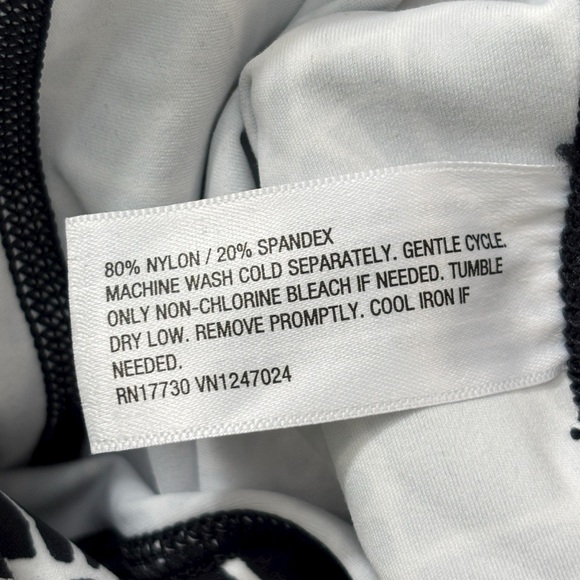 80% NYLON / 20% SPANDEX
MACHINE WASH COLD SEPARATELY. GENTLE CYCLE.
ONLY NON-CHLORINE BLEACH IF NEEDED. TUMBLE
DRY LOW. REMOVE PROMPTLY. COOL IRON IF
NEEDED.
RN17730 VN1247024